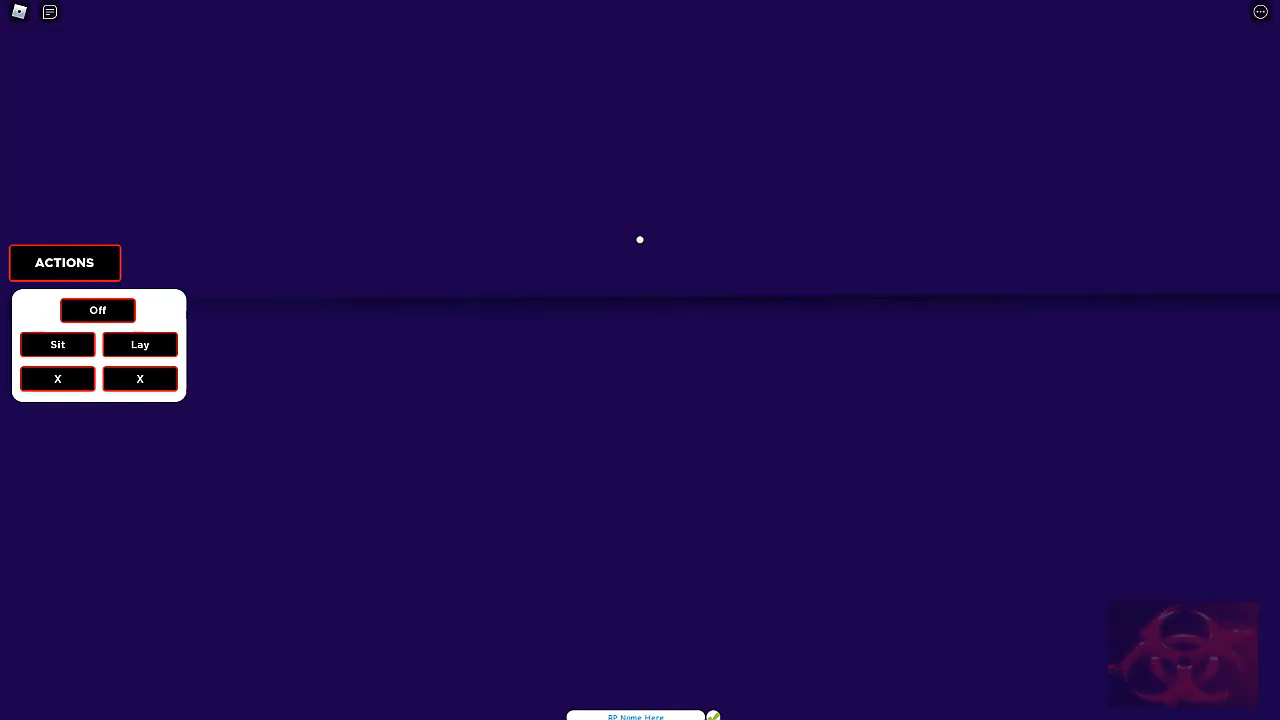 ACTIONS
Off
Sit Lay
X X
RP Name Here